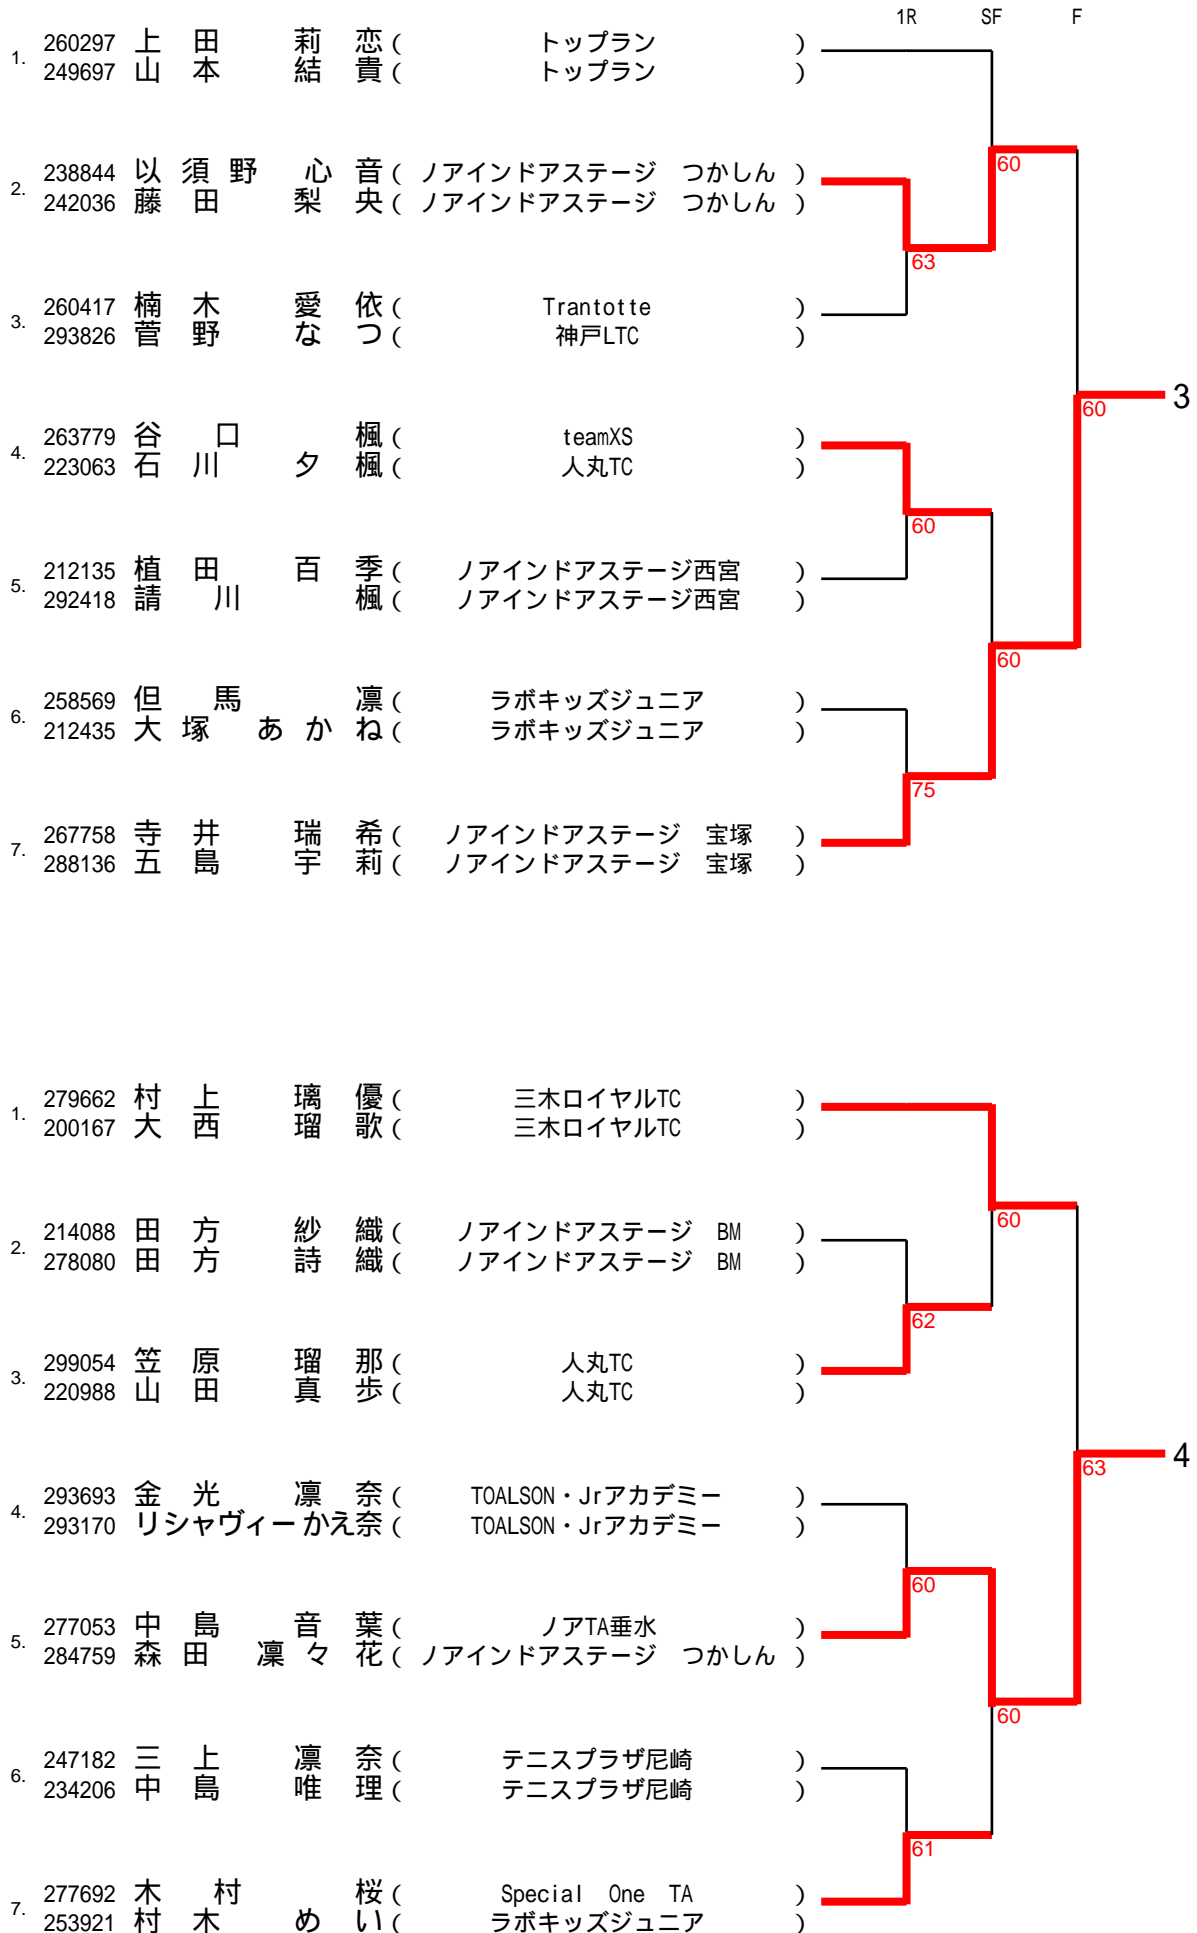 1R SF F
1. 260297 上田 莉恋 ( トップラン )
249697 山本 結貴 ( トップラン )
60
2. 238844 以須野 心音 ( ノアインドアステージ つかしん )
242036 藤田 梨央 ( ノアインドアステージ つかしん )
63
3. 260417 楠木 愛依 ( Trantotte )
293826 菅野 なつ ( 神戸LTC )
60 3
4. 263779 谷口 楓 ( teamXS )
223063 石川 夕楓 ( 人丸TC )
60
5. 212135 植田 百季 ( ノアインドアステージ西宮 )
292418 請川 楓 ( ノアインドアステージ西宮 )
60
6. 258569 但馬 凛 ( ラボキッズジュニア )
212435 大塚 あかね ( ラボキッズジュニア )
75
7. 267758 寺井 瑞希 ( ノアインドアステージ 宝塚 )
288136 五島 宇莉 ( ノアインドアステージ 宝塚 )
1. 279662 村上 璃優 ( 三木ロイヤルTC )
200167 大西 瑠歌 ( 三木ロイヤルTC )
60
2. 214088 田方 紗織 ( ノアインドアステージ BM )
278080 田方 詩織 ( ノアインドアステージ BM )
62
3. 299054 笠原 瑠那 ( 人丸TC )
220988 山田 真歩 ( 人丸TC )
63 4
4. 293693 金光 凛奈 ( TOALSON・Jrアカデミー )
293170 リシャヴィーかえ奈 ( TOALSON・Jrアカデミー )
60
5. 277053 中島 音葉 ( ノアTA垂水 )
284759 森田 凜々花 ( ノアインドアステージ つかしん )
60
6. 247182 三上 凛奈 ( テニスプラザ尼崎 )
234206 中島 唯理 ( テニスプラザ尼崎 )
61
7. 277692 木村 桜 ( Special One TA )
253921 村木 めい ( ラボキッズジュニア )